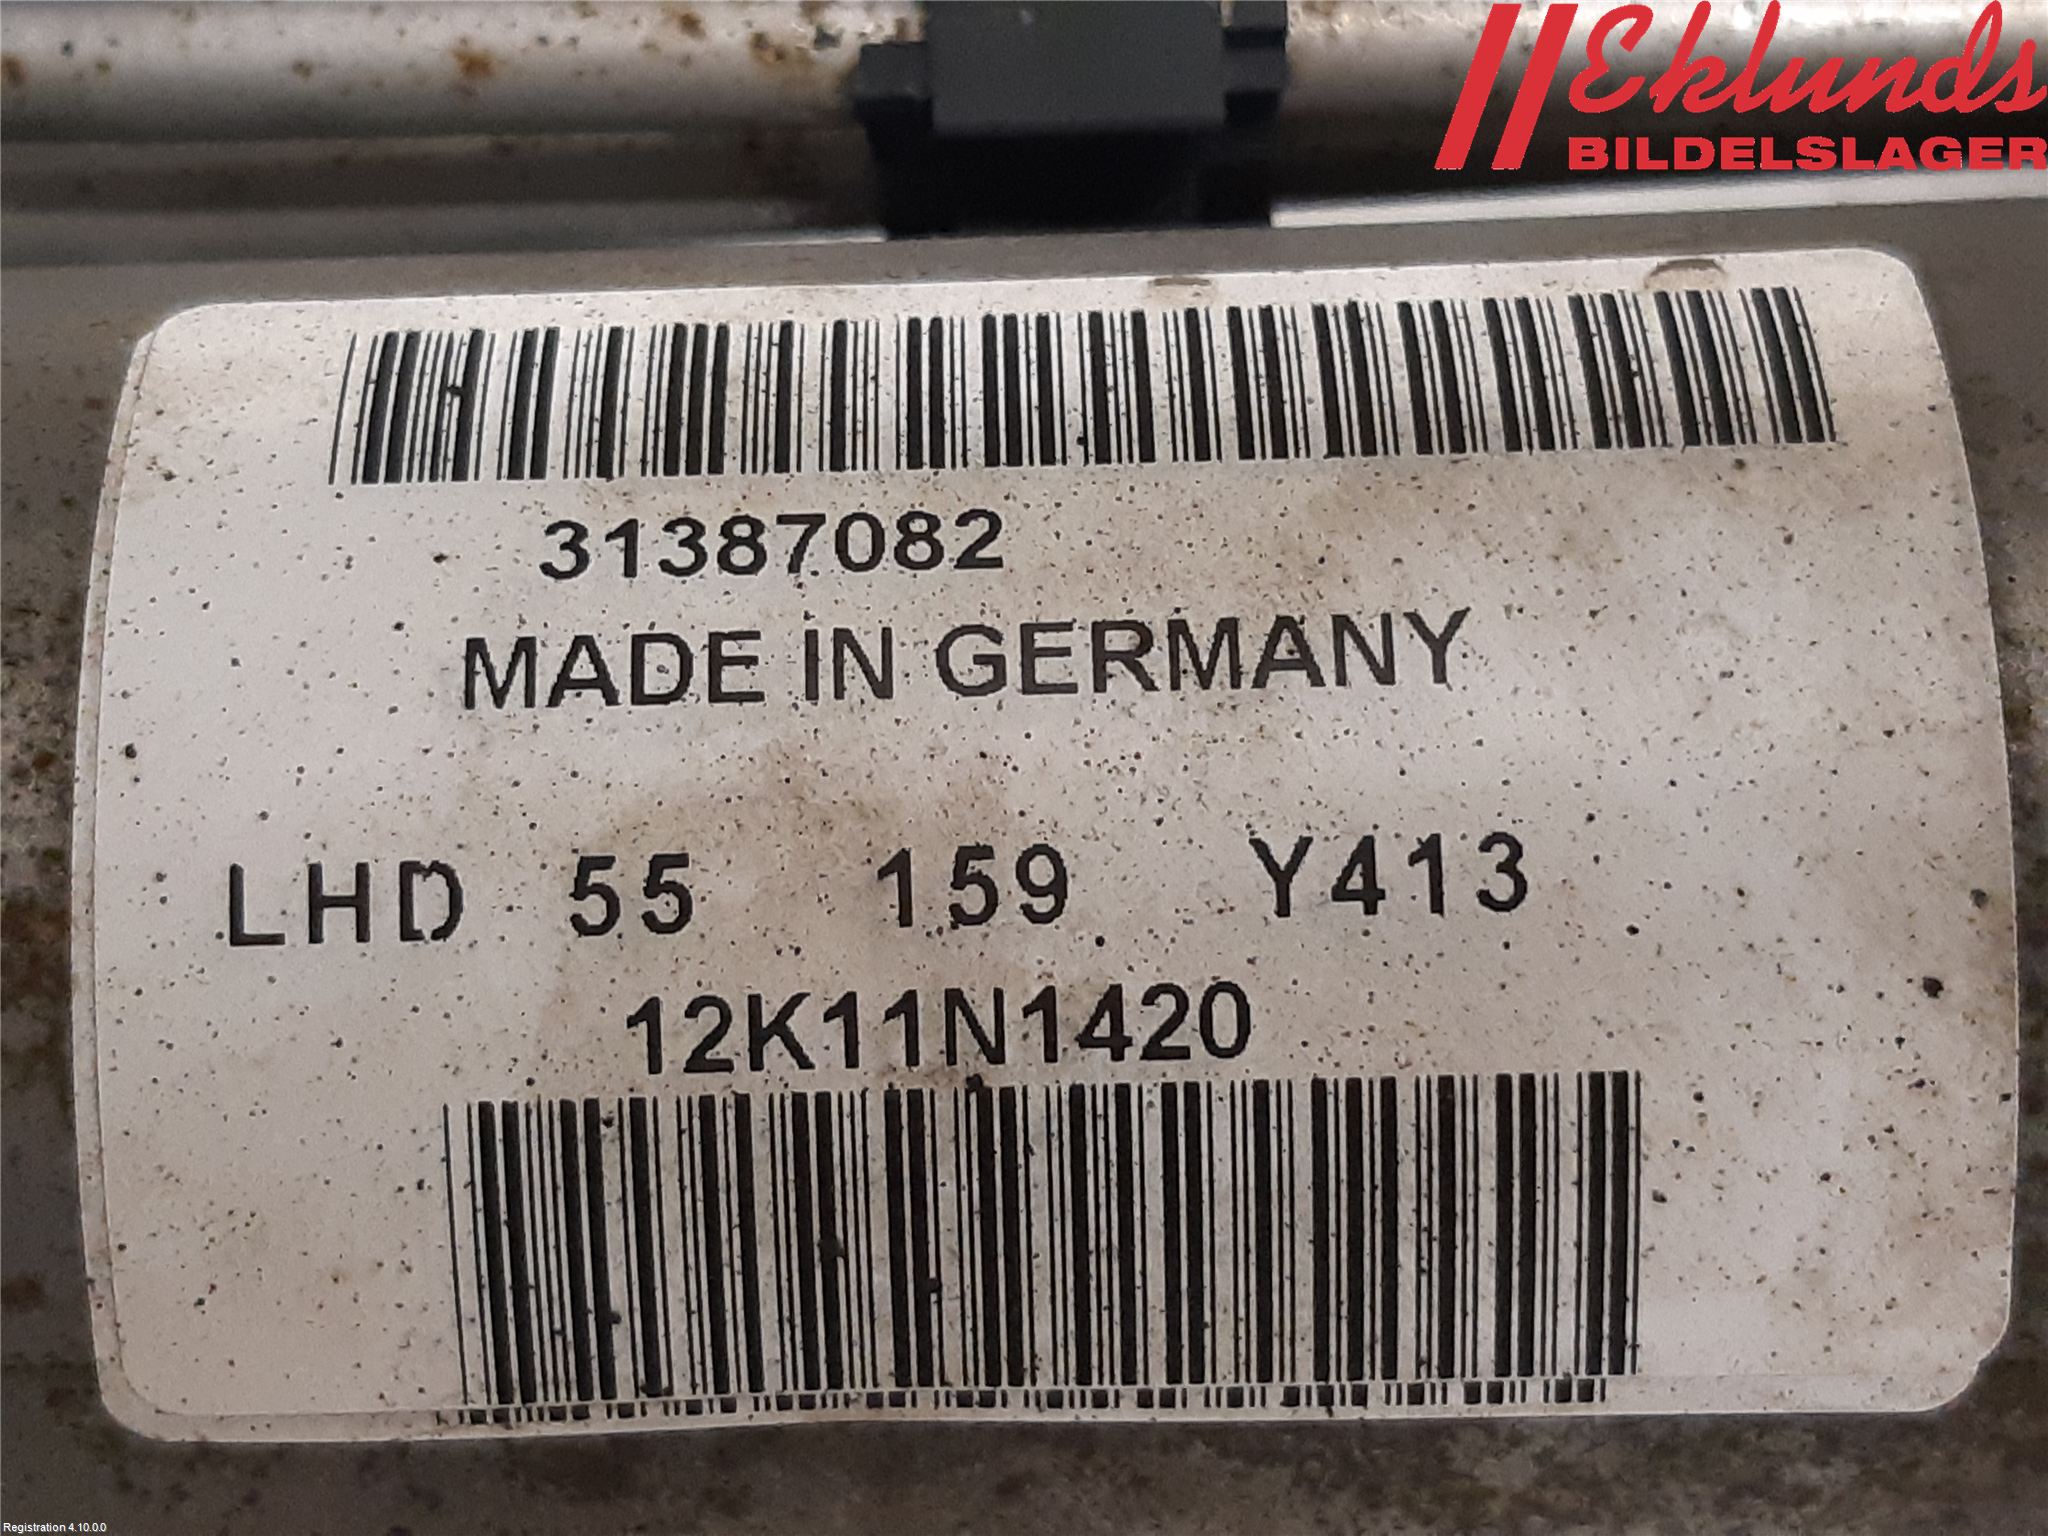 Eklunds
BILDELSLAGER
31387082
MADE IN GERMANY
LHD 55 159 Y413
12K11N1420
Registration 4.10.0.0